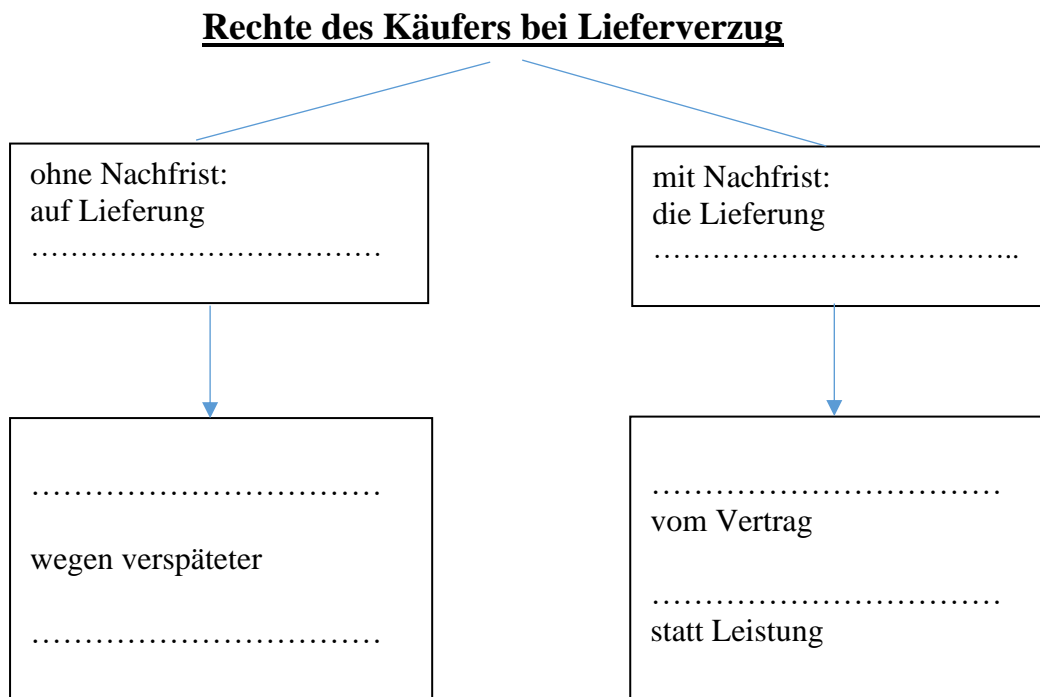 Rechte des Käufers bei Lieferverzug
ohne Nachfrist:
auf Lieferung
………………………………
mit Nachfrist:
die Lieferung
………………………………..
………………………………
wegen verspäteter
………………………………
………………………………
vom Vertrag
………………………………
statt Leistung